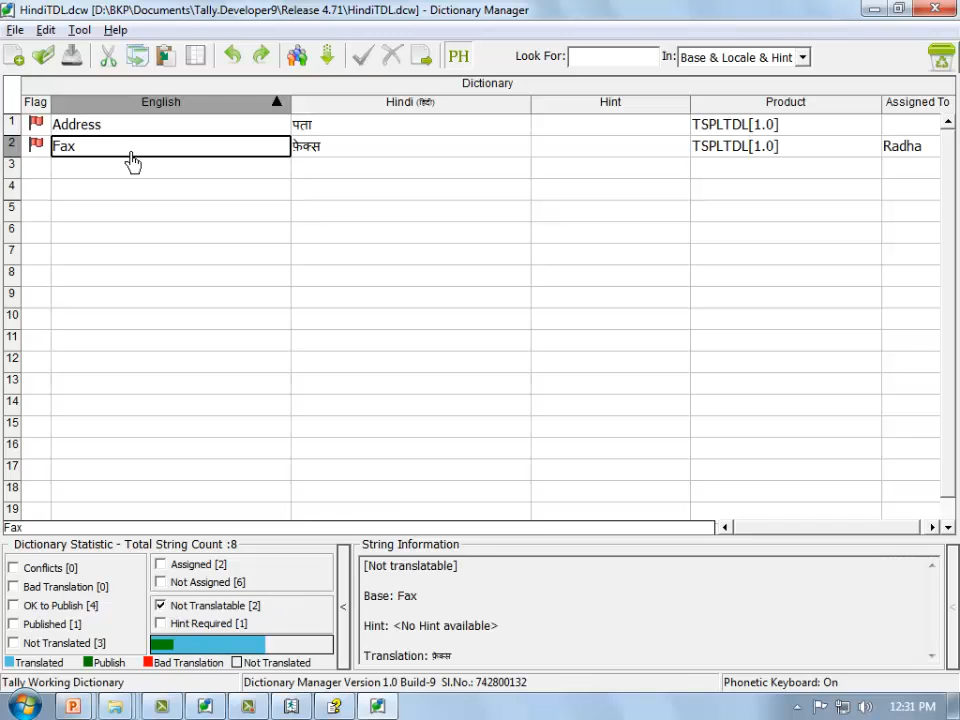 HindiTDL.dcw [D:\BKP\Documents\Tally.Developer9\Release 4.71\HindiTDL.dcw] - Dictionary Manager
File Edit Tool Help
PH Look For: In: Base & Locale & Hint
Dictionary
Flag English Hindi (हिन्दी) Hint Product Assigned To
1 Address पता TSPLTDL[1.0]
2 Fax फ़ेक्स TSPLTDL[1.0] Radha
3
4
5
6
7
8
9
10
11
12
13
14
15
16
17
18
19
Fax
Dictionary Statistic - Total String Count :8
Conflicts [0]
Bad Translation [0]
OK to Publish [4]
Published [1]
Not Translated [3]
Assigned [2]
Not Assigned [6]
Not Translatable [2]
Hint Required [1]
Translated Publish Bad Translation Not Translated
String Information
[Not translatable]
Base: Fax
Hint: <No Hint available>
Translation: फ़ेक्स
Tally Working Dictionary Dictionary Manager Version 1.0 Build-9 Sl.No.: 742800132 Phonetic Keyboard: On
12:31 PM